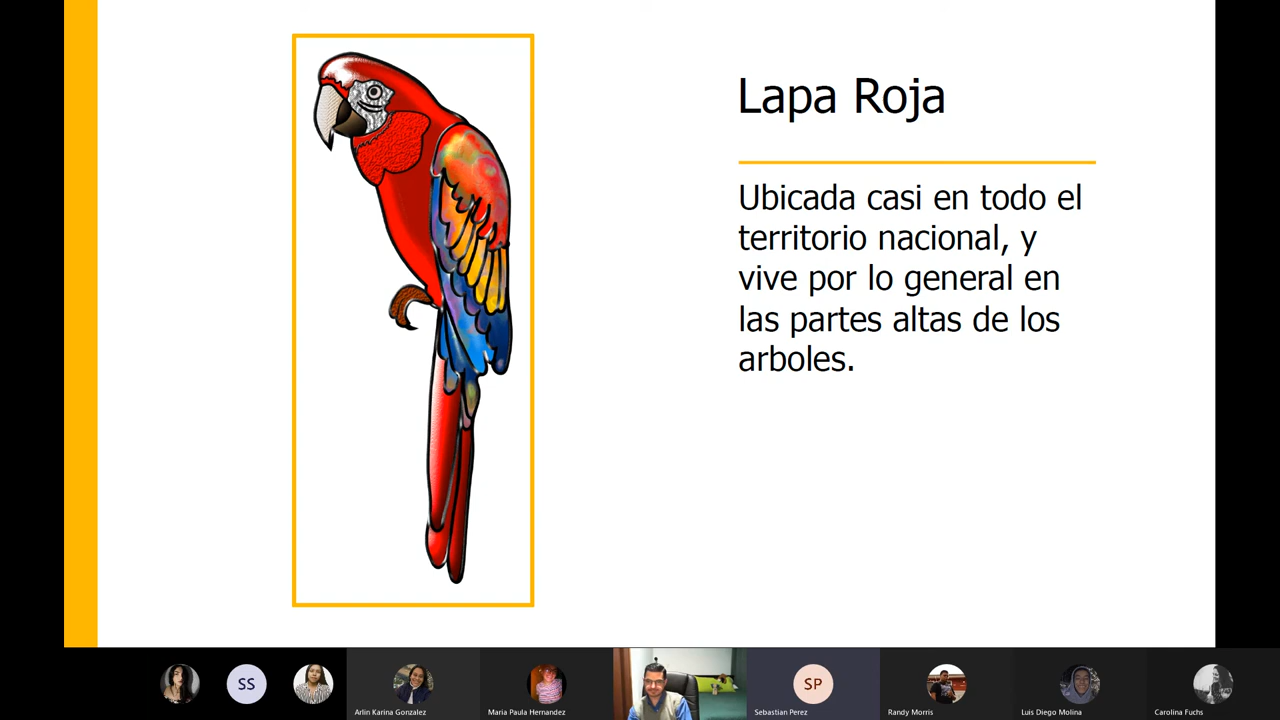 Lapa Roja
Ubicada casi en todo el
territorio nacional, y
vive por lo general en
las partes altas de los
arboles.
SS
Arlin Karina Gonzalez
Maria Paula Hernandez
SP
Sebastian Perez
Randy Morris
Luis Diego Molina
Carolina Fuchs